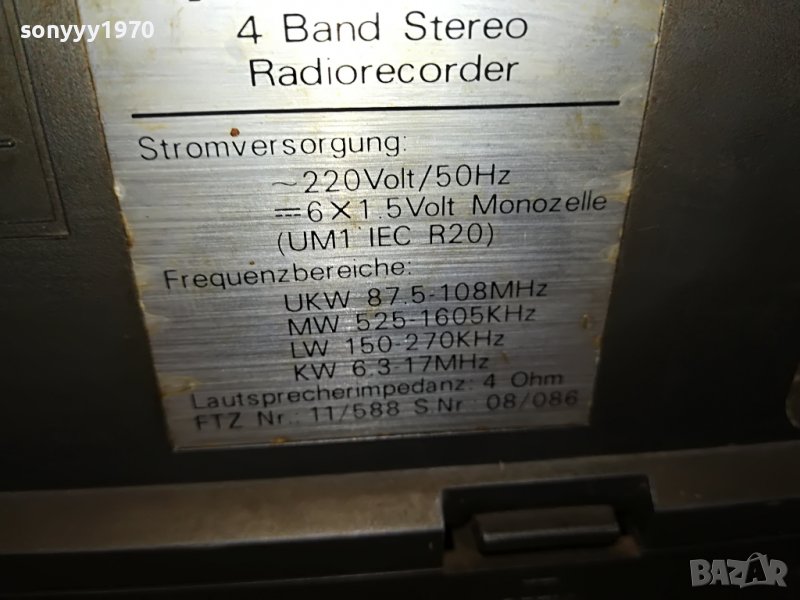 sonyyy1970
4 Band Stereo
Radiorecorder
Stromversorgung:
~220Volt/50Hz
⎓6X1.5Volt Monozelle
(UM1 IEC R20)
Frequenzbereiche:
UKW 87.5-108MHz
MW 525-1605KHz
LW 150-270KHz
KW 6.3-17MHz
Lautsprecherimpedanz: 4 Ohm
FTZ Nr.: 11/588 S.Nr. 08/086
BAZAR